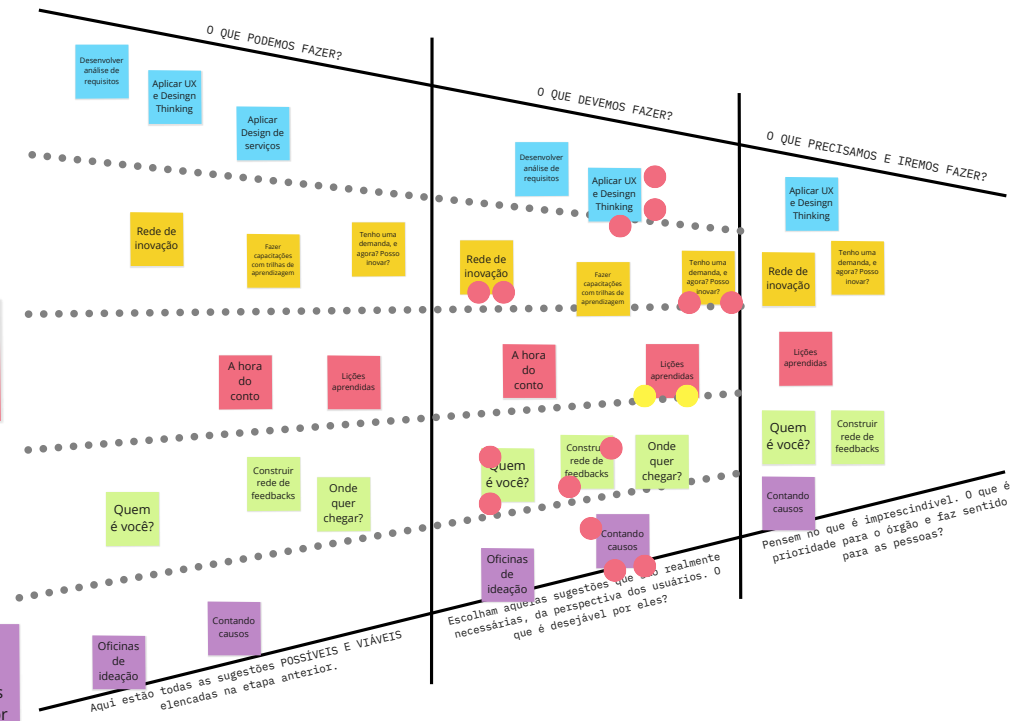 O QUE PODEMOS FAZER?
Desenvolver
análise de
requisitos
Aplicar UX
e Desingn
Thinking
Aplicar
Design de
serviços
Rede de
inovação
Fazer
capacitações
com trilhas de
aprendizagem
Tenho uma
demanda, e
agora? Posso
inovar?
A hora
do
conto
Lições
aprendidas
Quem
é você?
Construir
rede de
feedbacks
Onde
quer
chegar?
Oficinas
de
ideação
Contando
causos
Aqui estão todas as sugestões POSSÍVEIS E VIÁVEIS
elencadas na etapa anterior.
O QUE DEVEMOS FAZER?
Desenvolver
análise de
requisitos
Aplicar UX
e Desingn
Thinking
Rede de
inovação
Fazer
capacitações
com trilhas de
aprendizagem
Tenho uma
demanda, e
agora? Posso
inovar?
A hora
do
conto
Lições
aprendidas
Quem
é você?
Constru
rede de
feedbacks
Onde
quer
chegar?
Oficinas
de
ideação
Contando
causos
Escolham aquelas sugestões que são realmente
necessárias, da perspectiva dos usuários. O
que é desejável por eles?
O QUE PRECISAMOS E IREMOS FAZER?
Aplicar UX
e Desingn
Thinking
Rede de
inovação
Tenho uma
demanda, e
agora? Posso
inovar?
Lições
aprendidas
Quem
é você?
Construir
rede de
feedbacks
Contando
causos
Pensem no que é imprescindível. O que é
prioridade para o órgão e faz sentido
para as pessoas?